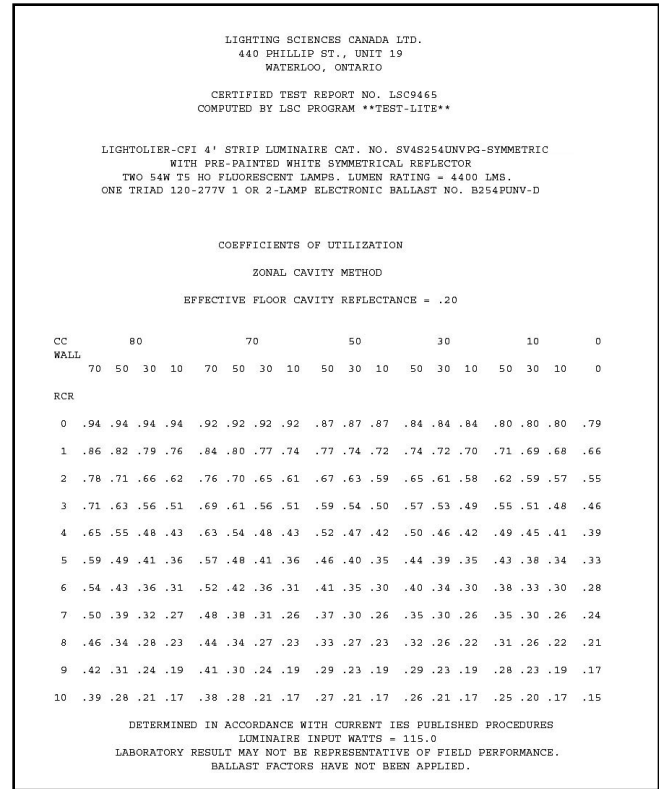 LIGHTING SCIENCES CANADA LTD.
440 PHILLIP ST., UNIT 19
WATERLOO, ONTARIO
CERTIFIED TEST REPORT NO. LSC9465
COMPUTED BY LSC PROGRAM **TEST-LITE**
LIGHTOLIER-CFI 4' STRIP LUMINAIRE CAT. NO. SV4S254UNVPG-SYMMETRIC
WITH PRE-PAINTED WHITE SYMMETRICAL REFLECTOR
TWO 54W T5 HO FLUORESCENT LAMPS. LUMEN RATING = 4400 LMS.
ONE TRIAD 120-277V 1 OR 2-LAMP ELECTRONIC BALLAST NO. B254PUNV-D
COEFFICIENTS OF UTILIZATION
ZONAL CAVITY METHOD
EFFECTIVE FLOOR CAVITY REFLECTANCE = .20
CC 80 70 50 30 10 0
WALL
70 50 30 10 70 50 30 10 50 30 10 50 30 10 50 30 10 0
RCR
0 .94 .94 .94 .94 .92 .92 .92 .92 .87 .87 .87 .84 .84 .84 .80 .80 .80 .79
1 .86 .82 .79 .76 .84 .80 .77 .74 .77 .74 .72 .74 .72 .70 .71 .69 .68 .66
2 .78 .71 .66 .62 .76 .70 .65 .61 .67 .63 .59 .65 .61 .58 .62 .59 .57 .55
3 .71 .63 .56 .51 .69 .61 .56 .51 .59 .54 .50 .57 .53 .49 .55 .51 .48 .46
4 .65 .55 .48 .43 .63 .54 .48 .43 .52 .47 .42 .50 .46 .42 .49 .45 .41 .39
5 .59 .49 .41 .36 .57 .48 .41 .36 .46 .40 .35 .44 .39 .35 .43 .38 .34 .33
6 .54 .43 .36 .31 .52 .42 .36 .31 .41 .35 .30 .40 .34 .30 .38 .33 .30 .28
7 .50 .39 .32 .27 .48 .38 .31 .26 .37 .30 .26 .35 .30 .26 .35 .30 .26 .24
8 .46 .34 .28 .23 .44 .34 .27 .23 .33 .27 .23 .32 .26 .22 .31 .26 .22 .21
9 .42 .31 .24 .19 .41 .30 .24 .19 .29 .23 .19 .29 .23 .19 .28 .23 .19 .17
10 .39 .28 .21 .17 .38 .28 .21 .17 .27 .21 .17 .26 .21 .17 .25 .20 .17 .15
DETERMINED IN ACCORDANCE WITH CURRENT IES PUBLISHED PROCEDURES
LUMINAIRE INPUT WATTS = 115.0
LABORATORY RESULT MAY NOT BE REPRESENTATIVE OF FIELD PERFORMANCE.
BALLAST FACTORS HAVE NOT BEEN APPLIED.